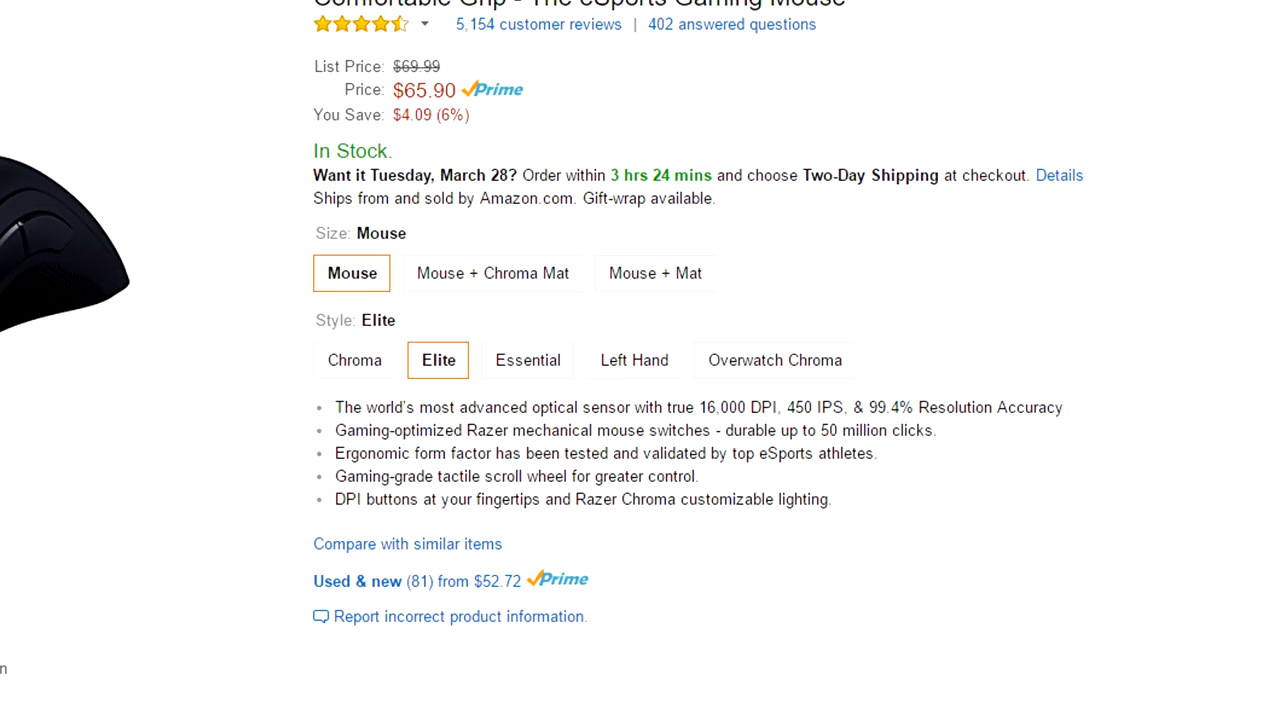 Comfortable Grip - The eSports Gaming Mouse
5,154 customer reviews | 402 answered questions
List Price: $69.99
Price: $65.90 Prime
You Save: $4.09 (6%)
In Stock.
Want it Tuesday, March 28? Order within 3 hrs 24 mins and choose Two-Day Shipping at checkout. Details
Ships from and sold by Amazon.com. Gift-wrap available.
Size: Mouse
Mouse Mouse + Chroma Mat Mouse + Mat
Style: Elite
Chroma Elite Essential Left Hand Overwatch Chroma
• The world's most advanced optical sensor with true 16,000 DPI, 450 IPS, & 99.4% Resolution Accuracy
• Gaming-optimized Razer mechanical mouse switches - durable up to 50 million clicks.
• Ergonomic form factor has been tested and validated by top eSports athletes.
• Gaming-grade tactile scroll wheel for greater control.
• DPI buttons at your fingertips and Razer Chroma customizable lighting.
Compare with similar items
Used & new (81) from $52.72 Prime
Report incorrect product information.
n